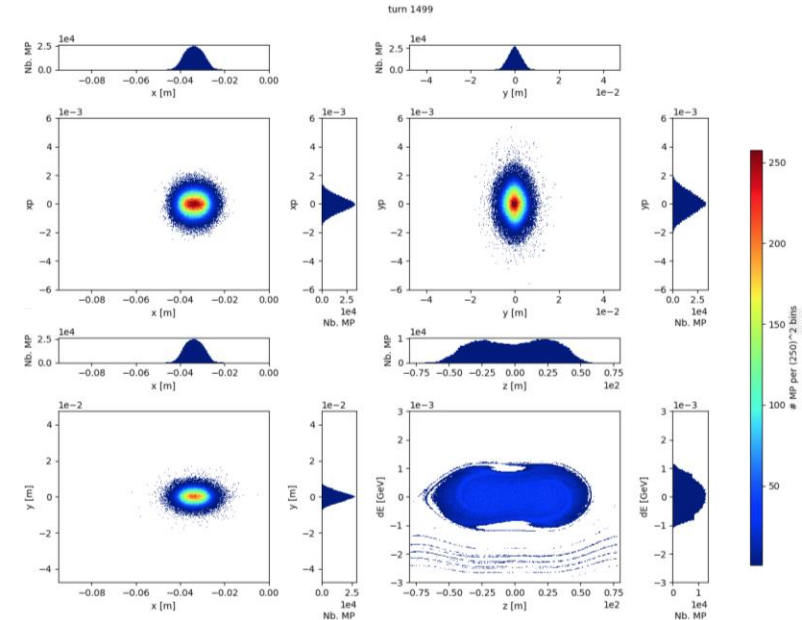 turn 1499
1e4
1e4
Nb. MP
2.5
0.0
−0.08 −0.06 −0.04 −0.02 0.00
x [m]
Nb. MP
2.5
0.0
−4 −2 0 2 4
y [m] 1e−2
1e−3
1e−3
1e−3
1e−3
xp
6
4
2
0
−2
−4
−6
−0.08 −0.06 −0.04 −0.02 0.00
x [m]
xp
6
4
2
0
−2
−4
−6
0.0 2.5
1e4
Nb. MP
yp
6
4
2
0
−2
−4
−6
−4 −2 0 2 4
y [m] 1e−2
yp
6
4
2
0
−2
−4
−6
0.0 2.5
1e4
Nb. MP
1e4
1e4
Nb. MP
2.5
0.0
−0.08 −0.06 −0.04 −0.02 0.00
x [m]
Nb. MP
1
0
−0.75 −0.50 −0.25 0.00 0.25 0.50 0.75
z [m] 1e2
1e−2
1e−2
1e−3
1e−3
y [m]
4
2
0
−2
−4
−0.08 −0.06 −0.04 −0.02 0.00
x [m]
y [m]
4
2
0
−2
−4
0.0 2.5
1e4
Nb. MP
dE [GeV]
3
2
1
0
−1
−2
−3
−0.75 −0.50 −0.25 0.00 0.25 0.50 0.75
z [m] 1e2
dE [GeV]
3
2
1
0
−1
−2
−3
0 1
1e4
Nb. MP
250
200
150
100
50
# MP per (250)^2 bins